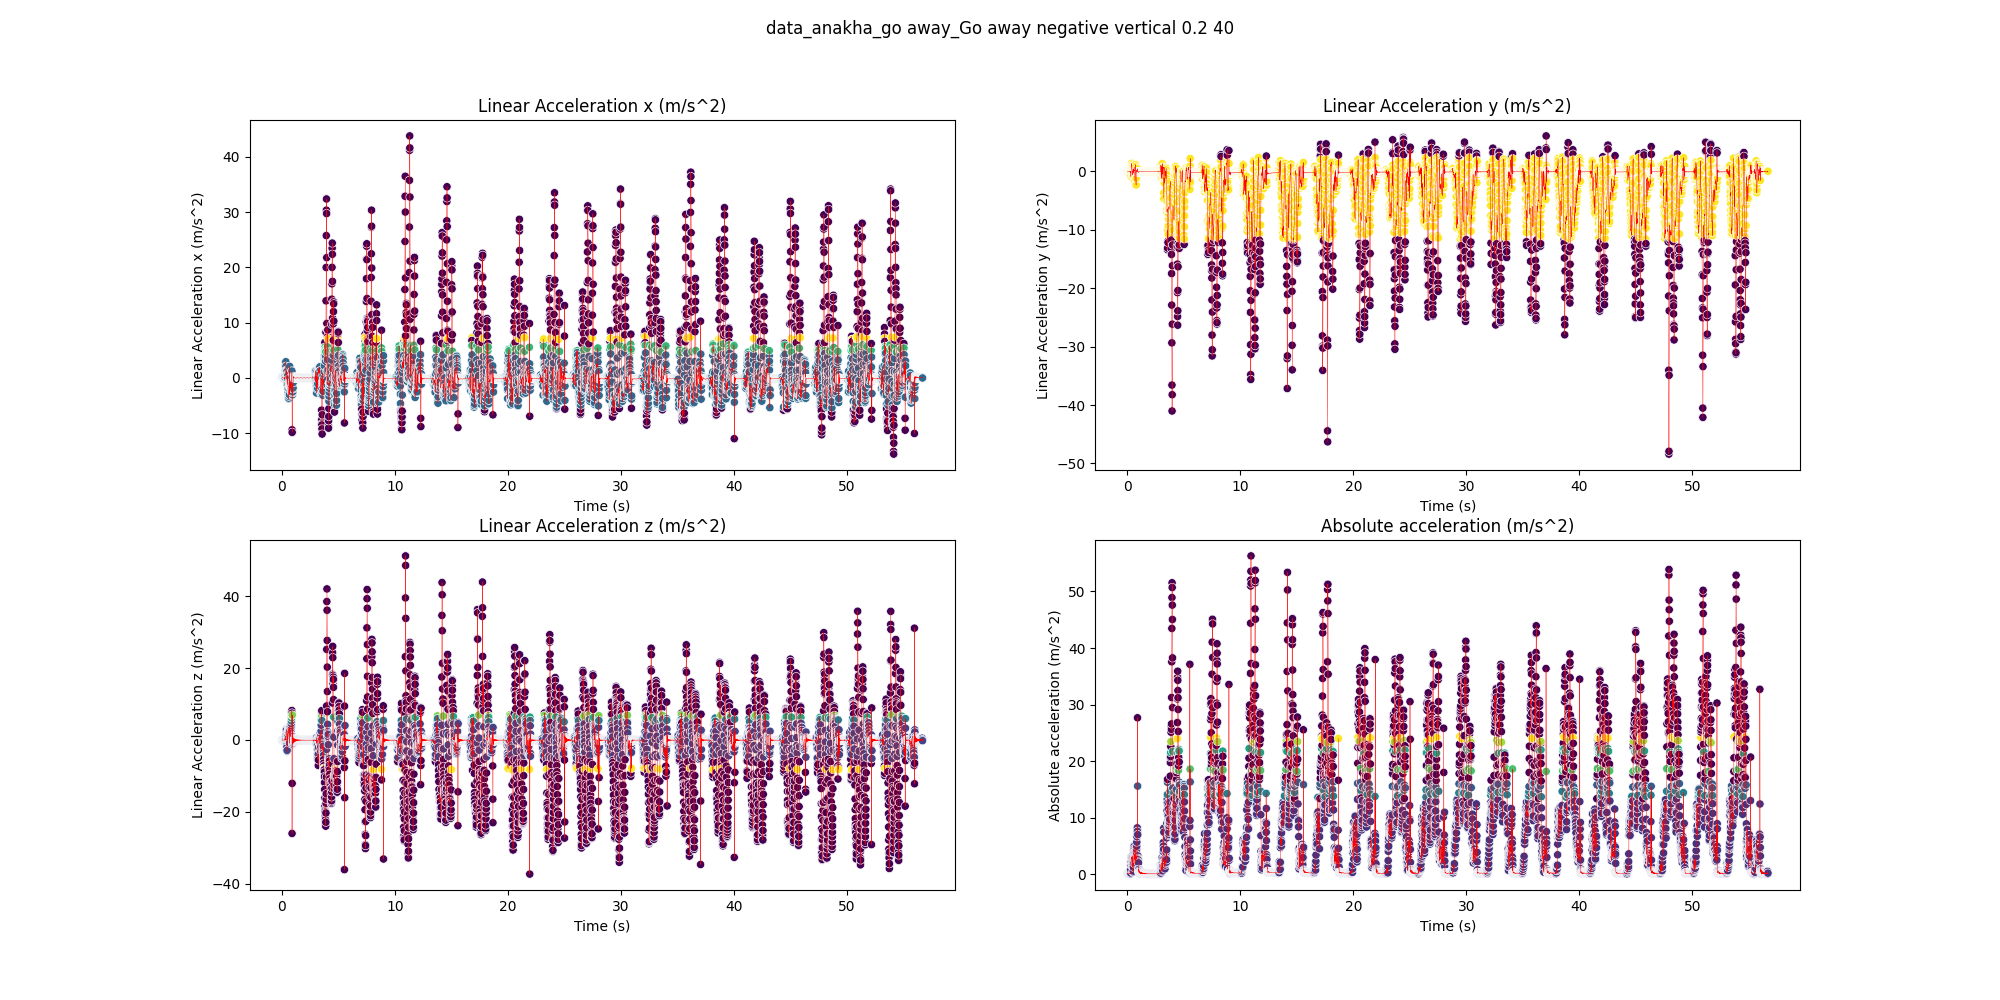 data_anakha_go away_Go away negative vertical 0.2 40
Linear Acceleration x (m/s^2)
Linear Acceleration x (m/s^2)
40
30
20
10
0
−10
0 10 20 30 40 50
Time (s)
Linear Acceleration y (m/s^2)
Linear Acceleration y (m/s^2)
0
−10
−20
−30
−40
−50
0 10 20 30 40 50
Time (s)
Linear Acceleration z (m/s^2)
Linear Acceleration z (m/s^2)
40
20
0
−20
−40
0 10 20 30 40 50
Time (s)
Absolute acceleration (m/s^2)
Absolute acceleration (m/s^2)
50
40
30
20
10
0
0 10 20 30 40 50
Time (s)